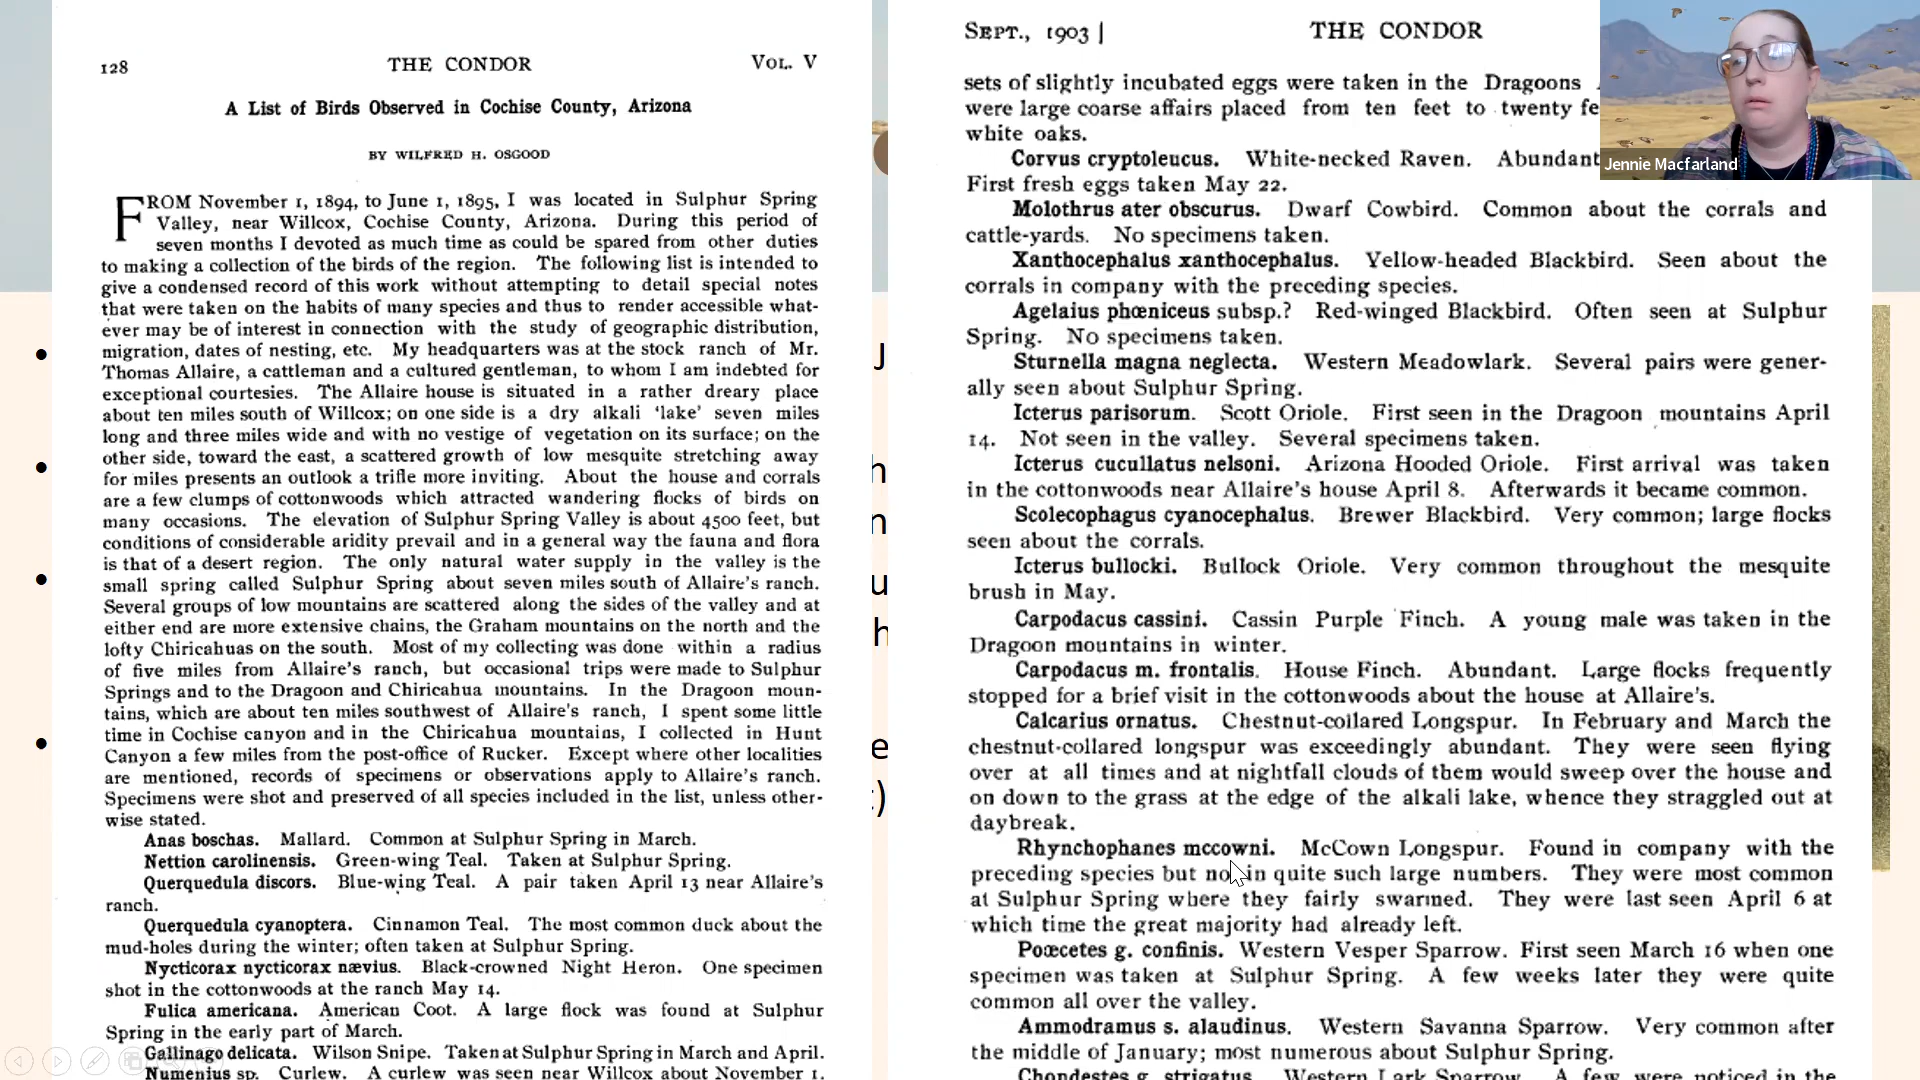 128 THE CONDOR VOL. V
A List of Birds Observed in Cochise County, Arizona
BY WILFRED H. OSGOOD
FROM November 1, 1894, to June 1, 1895, I was located in Sulphur Spring
Valley, near Willcox, Cochise County, Arizona. During this period of
seven months I devoted as much time as could be spared from other duties
to making a collection of the birds of the region. The following list is intended to
give a condensed record of this work without attempting to detail special notes
that were taken on the habits of many species and thus to render accessible what-
ever may be of interest in connection with the study of geographic distribution,
migration, dates of nesting, etc. My headquarters was at the stock ranch of Mr.
Thomas Allaire, a cattleman and a cultured gentleman, to whom I am indebted for
exceptional courtesies. The Allaire house is situated in a rather dreary place
about ten miles south of Willcox; on one side is a dry alkali 'lake' seven miles
long and three miles wide and with no vestige of vegetation on its surface; on the
other side, toward the east, a scattered growth of low mesquite stretching away
for miles presents an outlook a trifle more inviting. About the house and corrals
are a few clumps of cottonwoods which attracted wandering flocks of birds on
many occasions. The elevation of Sulphur Spring Valley is about 4500 feet, but
conditions of considerable aridity prevail and in a general way the fauna and flora
is that of a desert region. The only natural water supply in the valley is the
small spring called Sulphur Spring about seven miles south of Allaire's ranch.
Several groups of low mountains are scattered along the sides of the valley and at
either end are more extensive chains, the Graham mountains on the north and the
lofty Chiricahuas on the south. Most of my collecting was done within a radius
of five miles from Allaire's ranch, but occasional trips were made to Sulphur
Springs and to the Dragoon and Chiricahua mountains. In the Dragoon moun-
tains, which are about ten miles southwest of Allaire's ranch, I spent some little
time in Cochise canyon and in the Chiricahua mountains, I collected in Hunt
Canyon a few miles from the post-office of Rucker. Except where other localities
are mentioned, records of specimens or observations apply to Allaire's ranch.
Specimens were shot and preserved of all species included in the list, unless other-
wise stated.
Anas boschas. Mallard. Common at Sulphur Spring in March.
Nettion carolinensis. Green-wing Teal. Taken at Sulphur Spring.
Querquedula discors. Blue-wing Teal. A pair taken April 13 near Allaire's
ranch.
Querquedula cyanoptera. Cinnamon Teal. The most common duck about the
mud-holes during the winter; often taken at Sulphur Spring.
Nycticorax nycticorax nævius. Black-crowned Night Heron. One specimen
shot in the cottonwoods at the ranch May 14.
Fulica americana. American Coot. A large flock was found at Sulphur
Spring in the early part of March.
Gallinago delicata. Wilson Snipe. Taken at Sulphur Spring in March and April.
Numenius sp. Curlew. A curlew was seen near Willcox about November 1.
J
h
n
u
h
e
)
SEPT., 1903 | THE CONDOR
sets of slightly incubated eggs were taken in the Dragoons
were large coarse affairs placed from ten feet to twenty fe
white oaks.
Corvus cryptoleucus. White-necked Raven. Abundant
First fresh eggs taken May 22.
Molothrus ater obscurus. Dwarf Cowbird. Common about the corrals and
cattle-yards. No specimens taken.
Xanthocephalus xanthocephalus. Yellow-headed Blackbird. Seen about the
corrals in company with the preceding species.
Agelaius phœniceus subsp.? Red-winged Blackbird. Often seen at Sulphur
Spring. No specimens taken.
Sturnella magna neglecta. Western Meadowlark. Several pairs were gener-
ally seen about Sulphur Spring.
Icterus parisorum. Scott Oriole. First seen in the Dragoon mountains April
14. Not seen in the valley. Several specimens taken.
Icterus cucullatus nelsoni. Arizona Hooded Oriole. First arrival was taken
in the cottonwoods near Allaire's house April 8. Afterwards it became common.
Scolecophagus cyanocephalus. Brewer Blackbird. Very common; large flocks
seen about the corrals.
Icterus bullocki. Bullock Oriole. Very common throughout the mesquite
brush in May.
Carpodacus cassini. Cassin Purple Finch. A young male was taken in the
Dragoon mountains in winter.
Carpodacus m. frontalis. House Finch. Abundant. Large flocks frequently
stopped for a brief visit in the cottonwoods about the house at Allaire's.
Calcarius ornatus. Chestnut-collared Longspur. In February and March the
chestnut-collared longspur was exceedingly abundant. They were seen flying
over at all times and at nightfall clouds of them would sweep over the house and
on down to the grass at the edge of the alkali lake, whence they straggled out at
daybreak.
Rhynchophanes mccowni. McCown Longspur. Found in company with the
preceding species but in quite such large numbers. They were most common
at Sulphur Spring where they fairly swarmed. They were last seen April 6 at
which time the great majority had already left.
Poœcetes g. confinis. Western Vesper Sparrow. First seen March 16 when one
specimen was taken at Sulphur Spring. A few weeks later they were quite
common all over the valley.
Ammodramus s. alaudinus. Western Savanna Sparrow. Very common after
the middle of January; most numerous about Sulphur Spring.
Chondestes g. strigatus. Western Lark Sparrow. A few were noticed in the
Jennie Macfarland